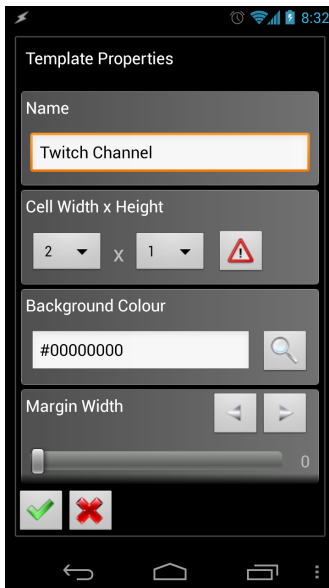 8:32
Template Properties
Name
Twitch Channel
Cell Width x Height
2 x 1
Background Colour
#00000000
Margin Width
0